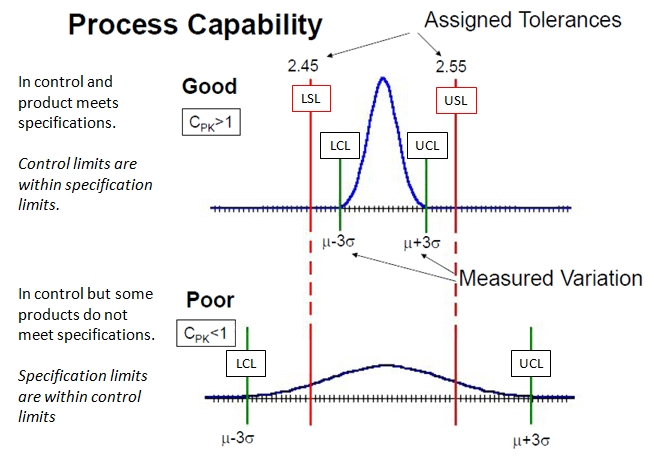 Process Capability
Assigned Tolerances
In control and
product meets
specifications.
Control limits are
within specification
limits.
Good
C_PK>1
2.45
2.55
LSL
USL
LCL
UCL
μ-3σ
μ+3σ
Measured Variation
In control but some
products do not
meet specifications.
Specification limits
are within control
limits
Poor
C_PK<1
LCL
UCL
μ-3σ
μ+3σ